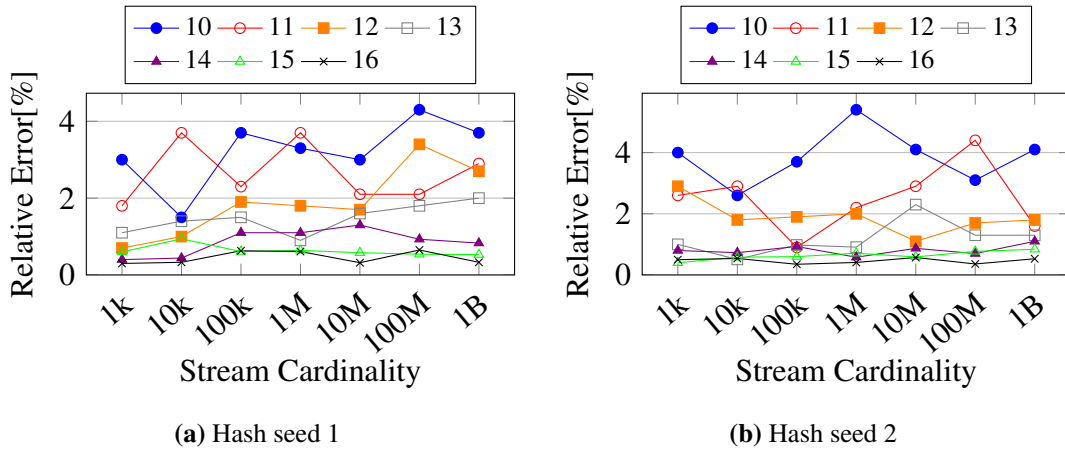 10 11 12 13
14 15 16
Relative Error[%]
4
2
0
1k 10k 100k 1M 10M 100M 1B
Stream Cardinality
(a) Hash seed 1
10 11 12 13
14 15 16
Relative Error[%]
4
2
0
1k 10k 100k 1M 10M 100M 1B
Stream Cardinality
(b) Hash seed 2